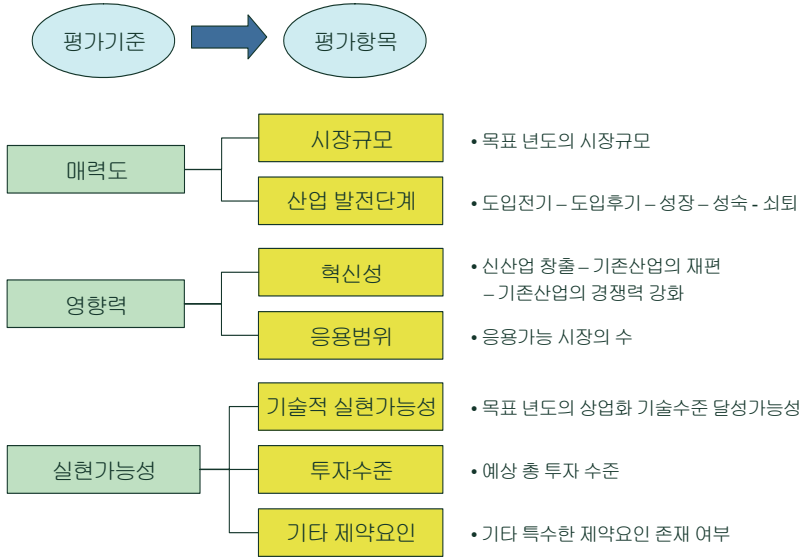 평가기준
평가항목
매력도
시장규모
• 목표 년도의 시장규모
산업 발전단계
• 도입전기 – 도입후기 – 성장 – 성숙 - 쇠퇴
영향력
혁신성
• 신산업 창출 – 기존산업의 재편
– 기존산업의 경쟁력 강화
응용범위
• 응용가능 시장의 수
실현가능성
기술적 실현가능성
• 목표 년도의 상업화 기술수준 달성가능성
투자수준
• 예상 총 투자 수준
기타 제약요인
• 기타 특수한 제약요인 존재 여부